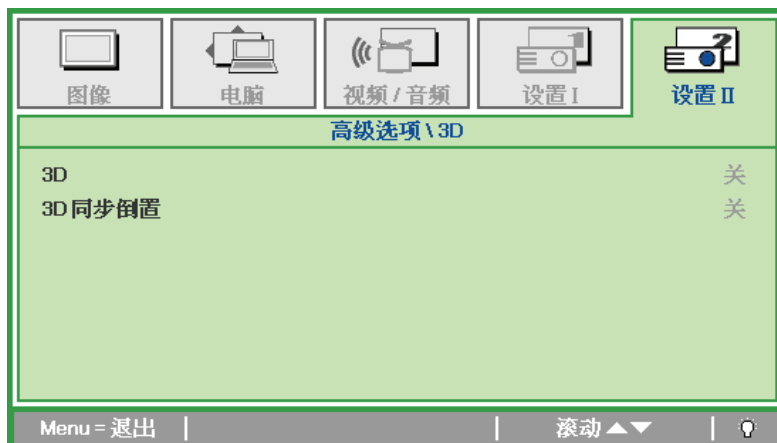 图像
电脑
视频 / 音频
设置 I
设置 II
高级选项 \ 3D
3D 关
3D 同步倒置 关
Menu = 退出 滚动▲▼